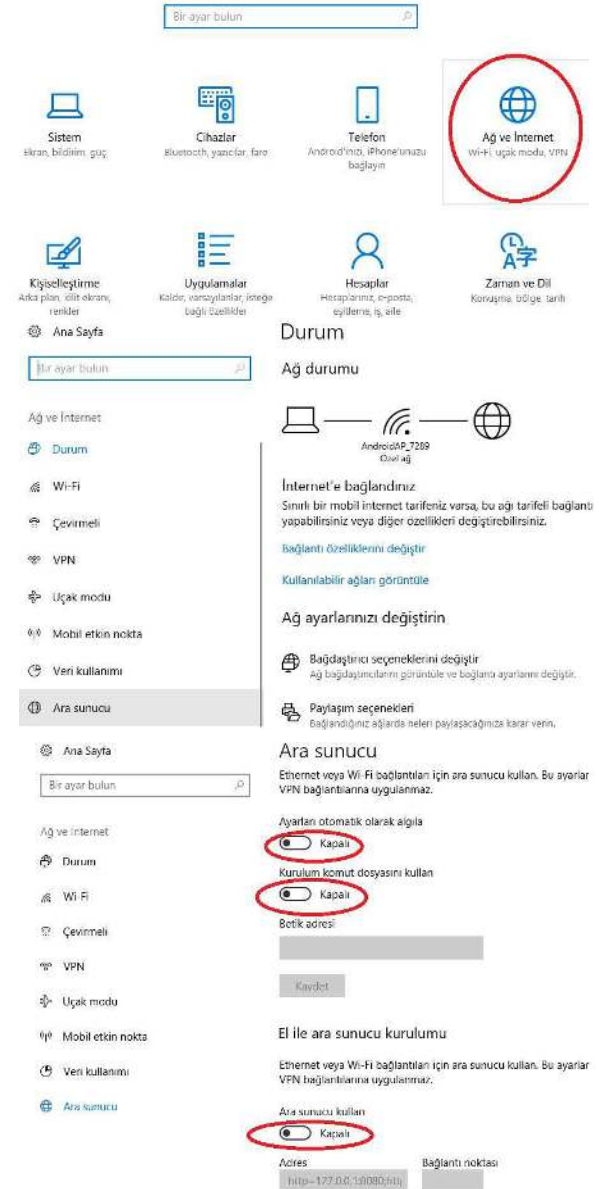 Bir ayar bulun
Sistem
Ekran, bildirim, güç
Cihazlar
Bluetooth, yazıcılar, fare
Telefon
Android'inizi, iPhone'unuzu
bağlayın
Ağ ve İnternet
Wi-Fi, uçak modu, VPN
Kişiselleştirme
Arka plan, kilit ekranı,
renkler
Uygulamalar
Kaldır, varsayılanlar, isteğe
bağlı özellikler
Hesaplar
Hesaplarınız, e-posta,
eşitleme, iş, aile
Zaman ve Dil
Konuşma, bölge, tarih
Ana Sayfa
Bir ayar bulun
Ağ ve İnternet
Durum
Wi-Fi
Çevirmeli
VPN
Uçak modu
Mobil etkin nokta
Veri kullanımı
Ara sunucu
Durum
Ağ durumu
AndroidAP_7289
Özel ağ
İnternet'e bağlandınız
Sınırlı bir mobil internet tarifeniz varsa, bu ağı tarifeli bağlantı
yapabilirsiniz veya diğer özellikleri değiştirebilirsiniz.
Bağlantı özelliklerini değiştir
Kullanılabilir ağları görüntüle
Ağ ayarlarınızı değiştirin
Bağdaştırıcı seçeneklerini değiştir
Ağ bağdaştırıcılarını görüntüle ve bağlantı ayarlarını değiştir.
Paylaşım seçenekleri
Bağlandığınız ağlarda neleri paylaşacağınıza karar verin.
Ana Sayfa
Bir ayar bulun
Ağ ve İnternet
Durum
Wi-Fi
Çevirmeli
VPN
Uçak modu
Mobil etkin nokta
Veri kullanımı
Ara sunucu
Ara sunucu
Ethernet veya Wi-Fi bağlantıları için ara sunucu kullan. Bu ayarlar
VPN bağlantılarına uygulanmaz.
Ayarları otomatik olarak algıla
Kapalı
Kurulum komut dosyasını kullan
Kapalı
Betik adresi
Kaydet
El ile ara sunucu kurulumu
Ethernet veya Wi-Fi bağlantıları için ara sunucu kullan. Bu ayarlar
VPN bağlantılarına uygulanmaz.
Ara sunucu kullan
Kapalı
Adres
Bağlantı noktası
http=127.0.0.1:8080;htt